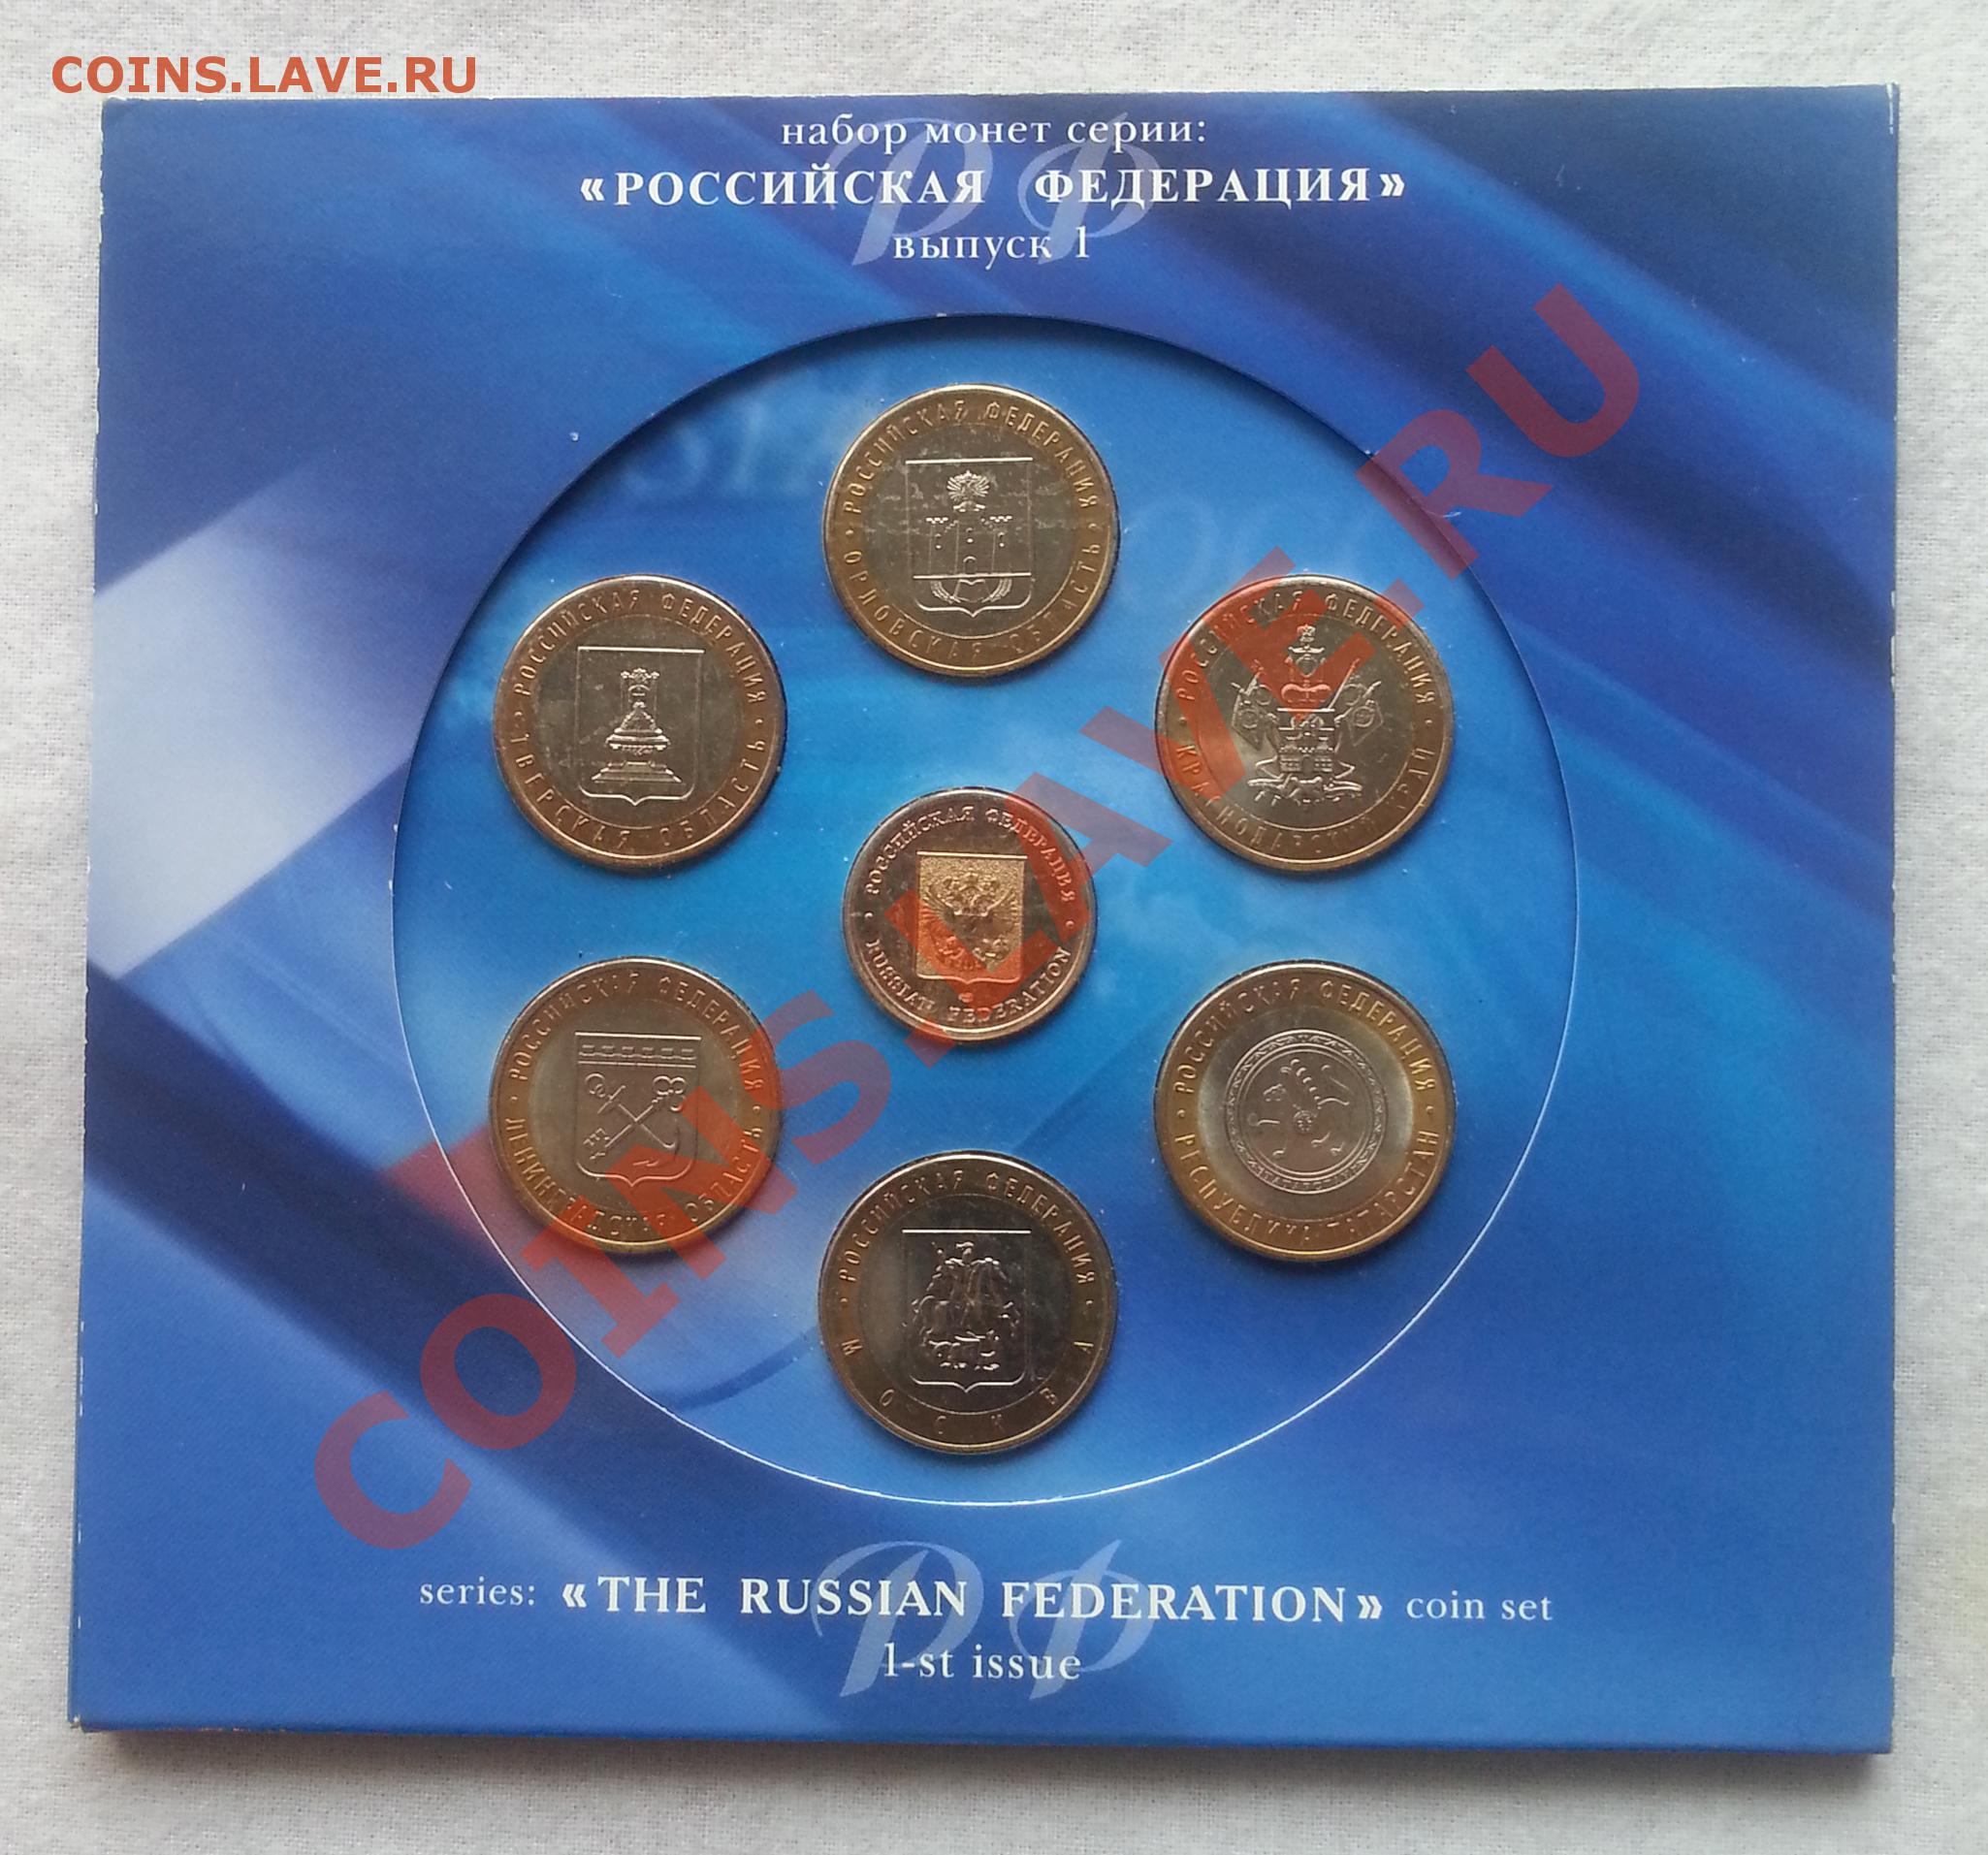 COINS.LAVE.RU
набор монет серии:
«РОССИЙСКАЯ ФЕДЕРАЦИЯ»
выпуск 1
РФ
РОССИЙСКАЯ ФЕДЕРАЦИЯ
ОРЛОВСКАЯ ОБЛАСТЬ
РОССИЙСКАЯ ФЕДЕРАЦИЯ
ТВЕРСКАЯ ОБЛАСТЬ
РОССИЙСКАЯ ФЕДЕРАЦИЯ
КРАСНОДАРСКИЙ КРАЙ
РОССИЙСКАЯ ФЕДЕРАЦИЯ
RUSSIAN FEDERATION
РОССИЙСКАЯ ФЕДЕРАЦИЯ
ЛЕНИНГРАДСКАЯ ОБЛАСТЬ
РОССИЙСКАЯ ФЕДЕРАЦИЯ
РЕСПУБЛИКА ТАТАРСТАН
РОССИЙСКАЯ ФЕДЕРАЦИЯ
МОСКВА
COINS.LAVE.RU
РФ
series: «THE RUSSIAN FEDERATION» coin set
1-st issue